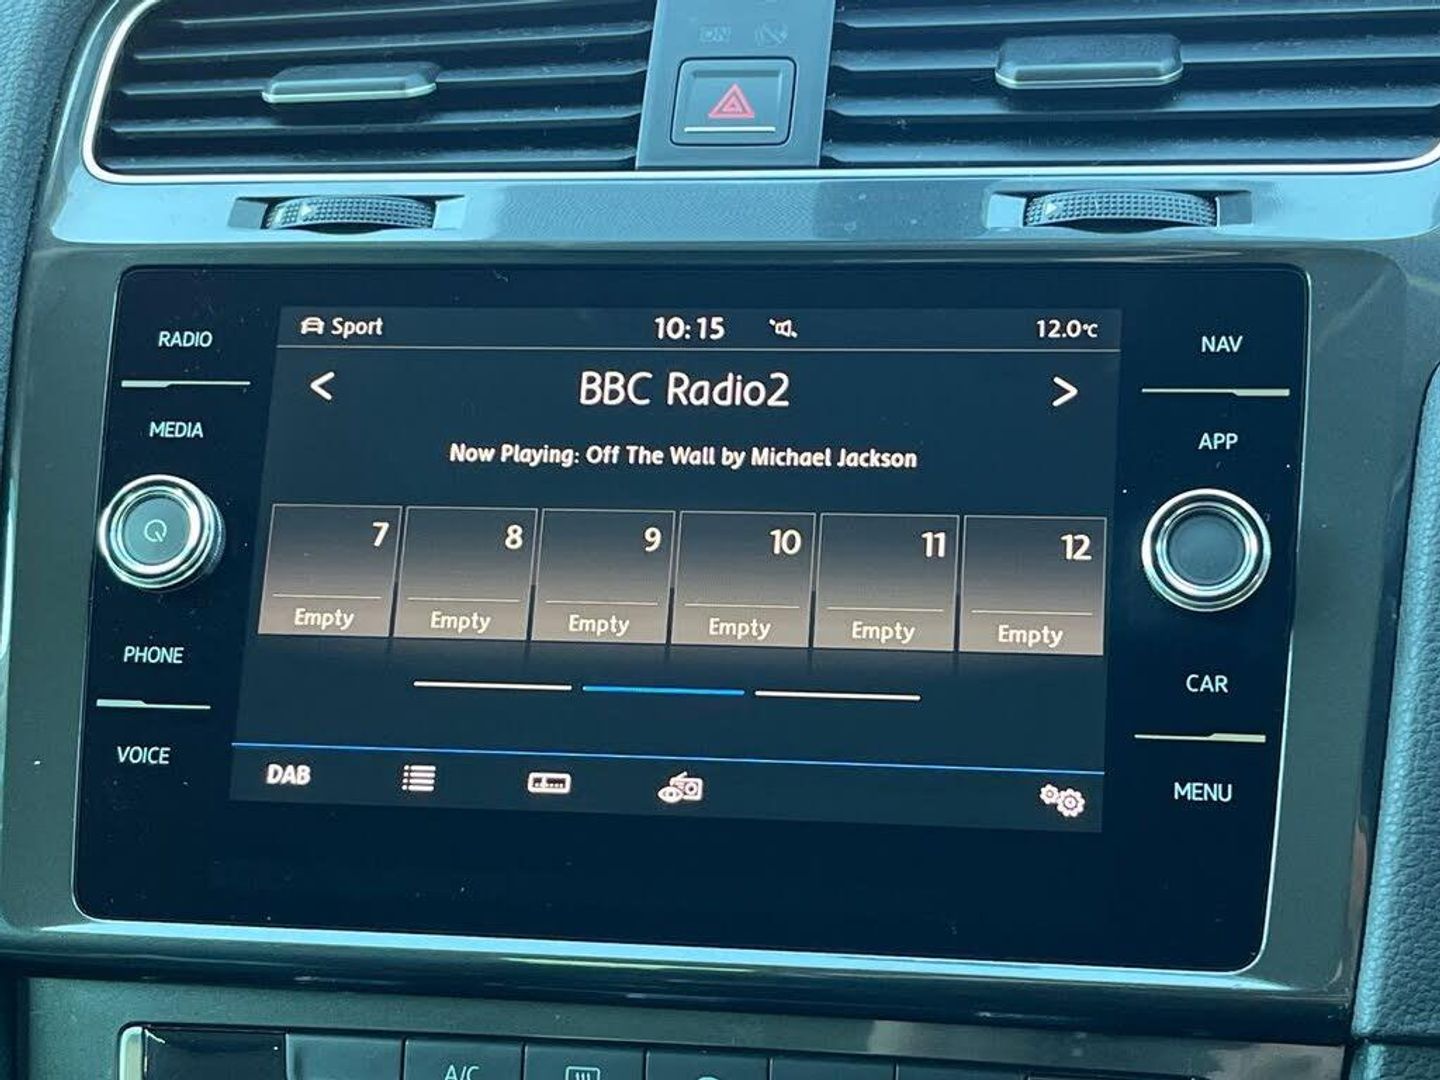 Sport 10:15 12.0°C
BBC Radio2
Now Playing: Off The Wall by Michael Jackson
7 8 9 10 11 12
Empty Empty Empty Empty Empty Empty
DAB
RADIO
MEDIA
PHONE
VOICE
NAV
APP
CAR
MENU
A/C